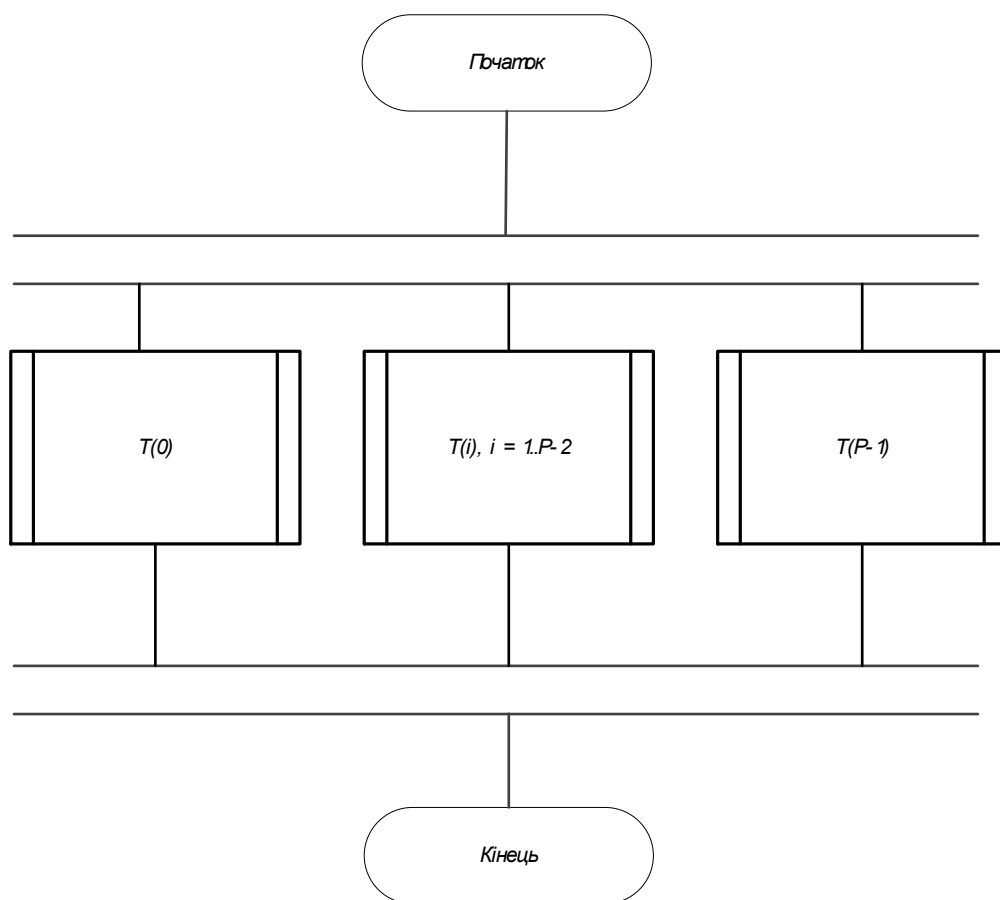 Початок
T(0)
T(i), i = 1..P-2
T(P-1)
Кінець